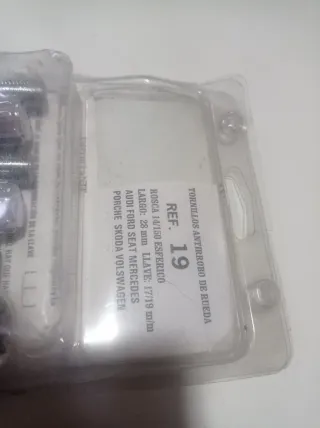 TORNILLOS ANTIRROBO DE RUEDA
REF. 19
ROSCA 14/150 ESFERICO
LARGO: 28 mm LLAVE: 17/19 m/m
AUDI FORD SEAT MERCEDES
PORCHE SKODA VOLSWAGEN